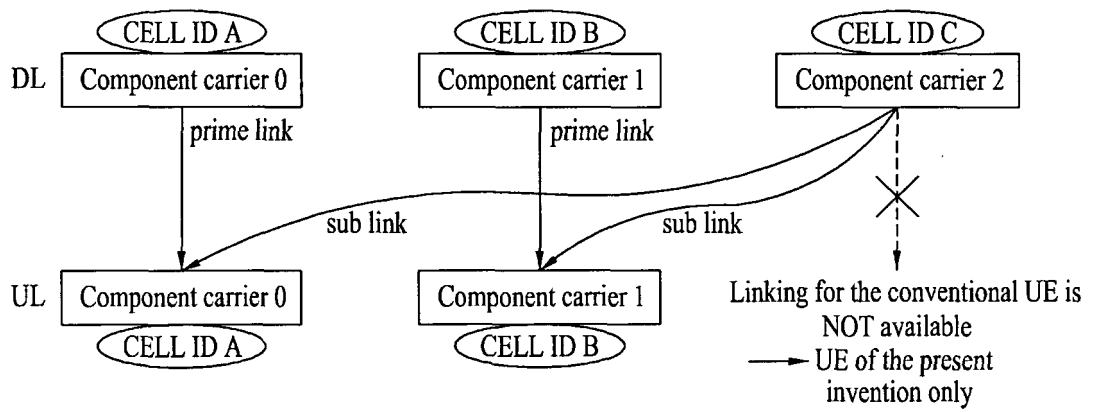 CELL ID A
CELL ID B
CELL ID C
DL
Component carrier 0
Component carrier 1
Component carrier 2
prime link
prime link
sub link
sub link
UL
Component carrier 0
Component carrier 1
CELL ID A
CELL ID B
Linking for the conventional UE is
NOT available
UE of the present
invention only